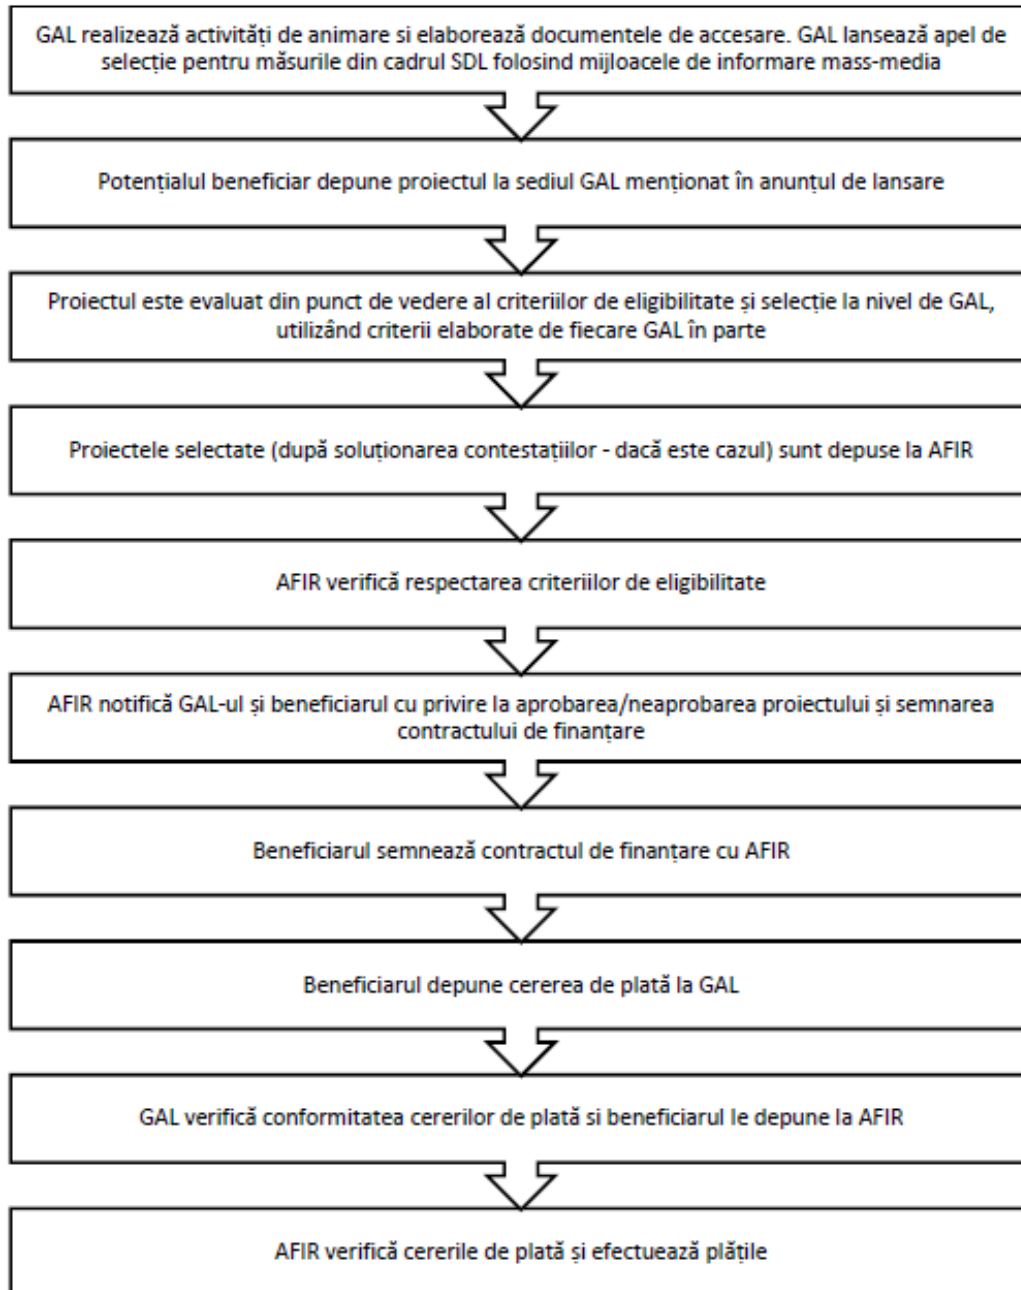 GAL realizează activități de animare si elaborează documentele de accesare. GAL lansează apel de
selecție pentru măsurile din cadrul SDL folosind mijloacele de informare mass-media
Potențialul beneficiar depune proiectul la sediul GAL menționat în anunțul de lansare
Proiectul este evaluat din punct de vedere al criteriilor de eligibilitate și selecție la nivel de GAL,
utilizând criterii elaborate de fiecare GAL în parte
Proiectele selectate (după soluționarea contestațiilor - dacă este cazul) sunt depuse la AFIR
AFIR verifică respectarea criteriilor de eligibilitate
AFIR notifică GAL-ul și beneficiarul cu privire la aprobarea/neaprobarea proiectului și semnarea
contractului de finanțare
Beneficiarul semnează contractul de finanțare cu AFIR
Beneficiarul depune cererea de plată la GAL
GAL verifică conformitatea cererilor de plată si beneficiarul le depune la AFIR
AFIR verifică cererile de plată și efectuează plățile